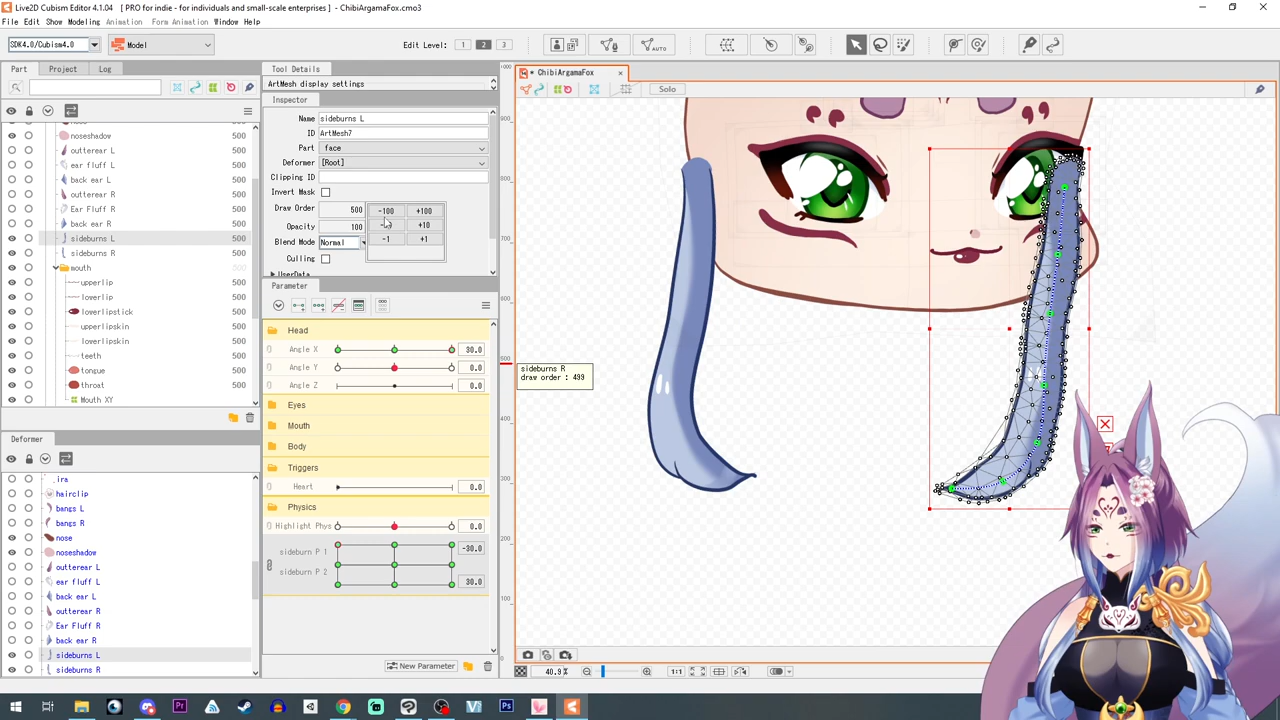 Live2D Cubism Editor 4.1.04 [ PRO for indie - for individuals and small-scale enterprises ] - ChibiArgamaFox.cmo3
File Edit Show Modeling Animation Form Animation Window Help
SDK4.0/Cubism4.0 Model Edit Level: 1 2 3 AUTO
Part Project Log
noseshadow 500
outterear L 500
ear fluff L 500
back ear L 500
outterear R 500
Ear Fluff R 500
back ear R 500
sideburns L 500
sideburns R 500
mouth
upperlip 500
loverlip 500
loverlipstick 500
upperlipskin 500
loverlipskin 500
teeth 500
tongue 500
throst 500
Mouth XY 500
Deformer
ira
hairclip
bangs L
bangs R
nose
noseshadow
outterear L
ear fluff L
back ear L
outterear R
Ear Fluff R
back ear R
sideburns L
sideburns R
Tool Details
ArtMesh display settings
Inspector
Name sideburns L
ID ArtMesh7
Part face
Deformer [Root]
Clipping ID
Invert Mask
Draw Order 500
Opacity 100
Blend Mode Normal
Culling
UserData
-100 +100
+10
-1 +1
Parameter
Head
Angle X 30.0
Angle Y 0.0
Angle Z 0.0
Eyes
Mouth
Body
Triggers
Heart 0.0
Physics
Highlight Phys 0.0
sideburn P 1 -30.0
sideburn P 2 30.0
New Parameter
ChibiArgamaFox
Solo
sideburns R
draw order : 499
40.9% 1:1